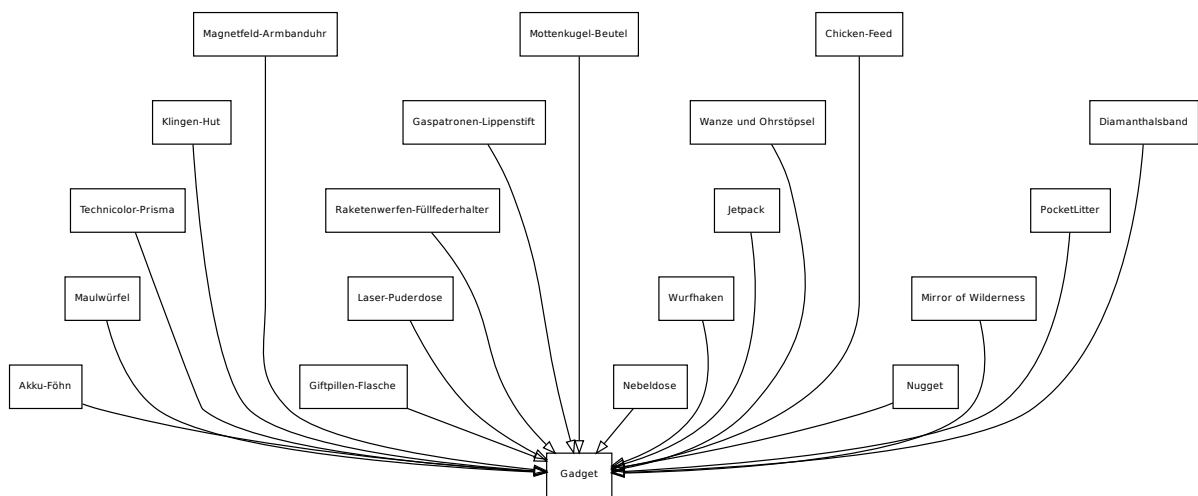 Magnetfeld-Armbanduhr
Mottenkugel-Beutel
Chicken-Feed
Klingen-Hut
Gaspatronen-Lippenstift
Wanze und Ohrstöpsel
Diamanthalsband
Technicolor-Prisma
Raketenwerfen-Füllfederhalter
Jetpack
PocketLitter
Maulwürfel
Laser-Puderdose
Wurfhaken
Mirror of Wilderness
Akku-Föhn
Giftpillen-Flasche
Nebeldose
Nugget
Gadget